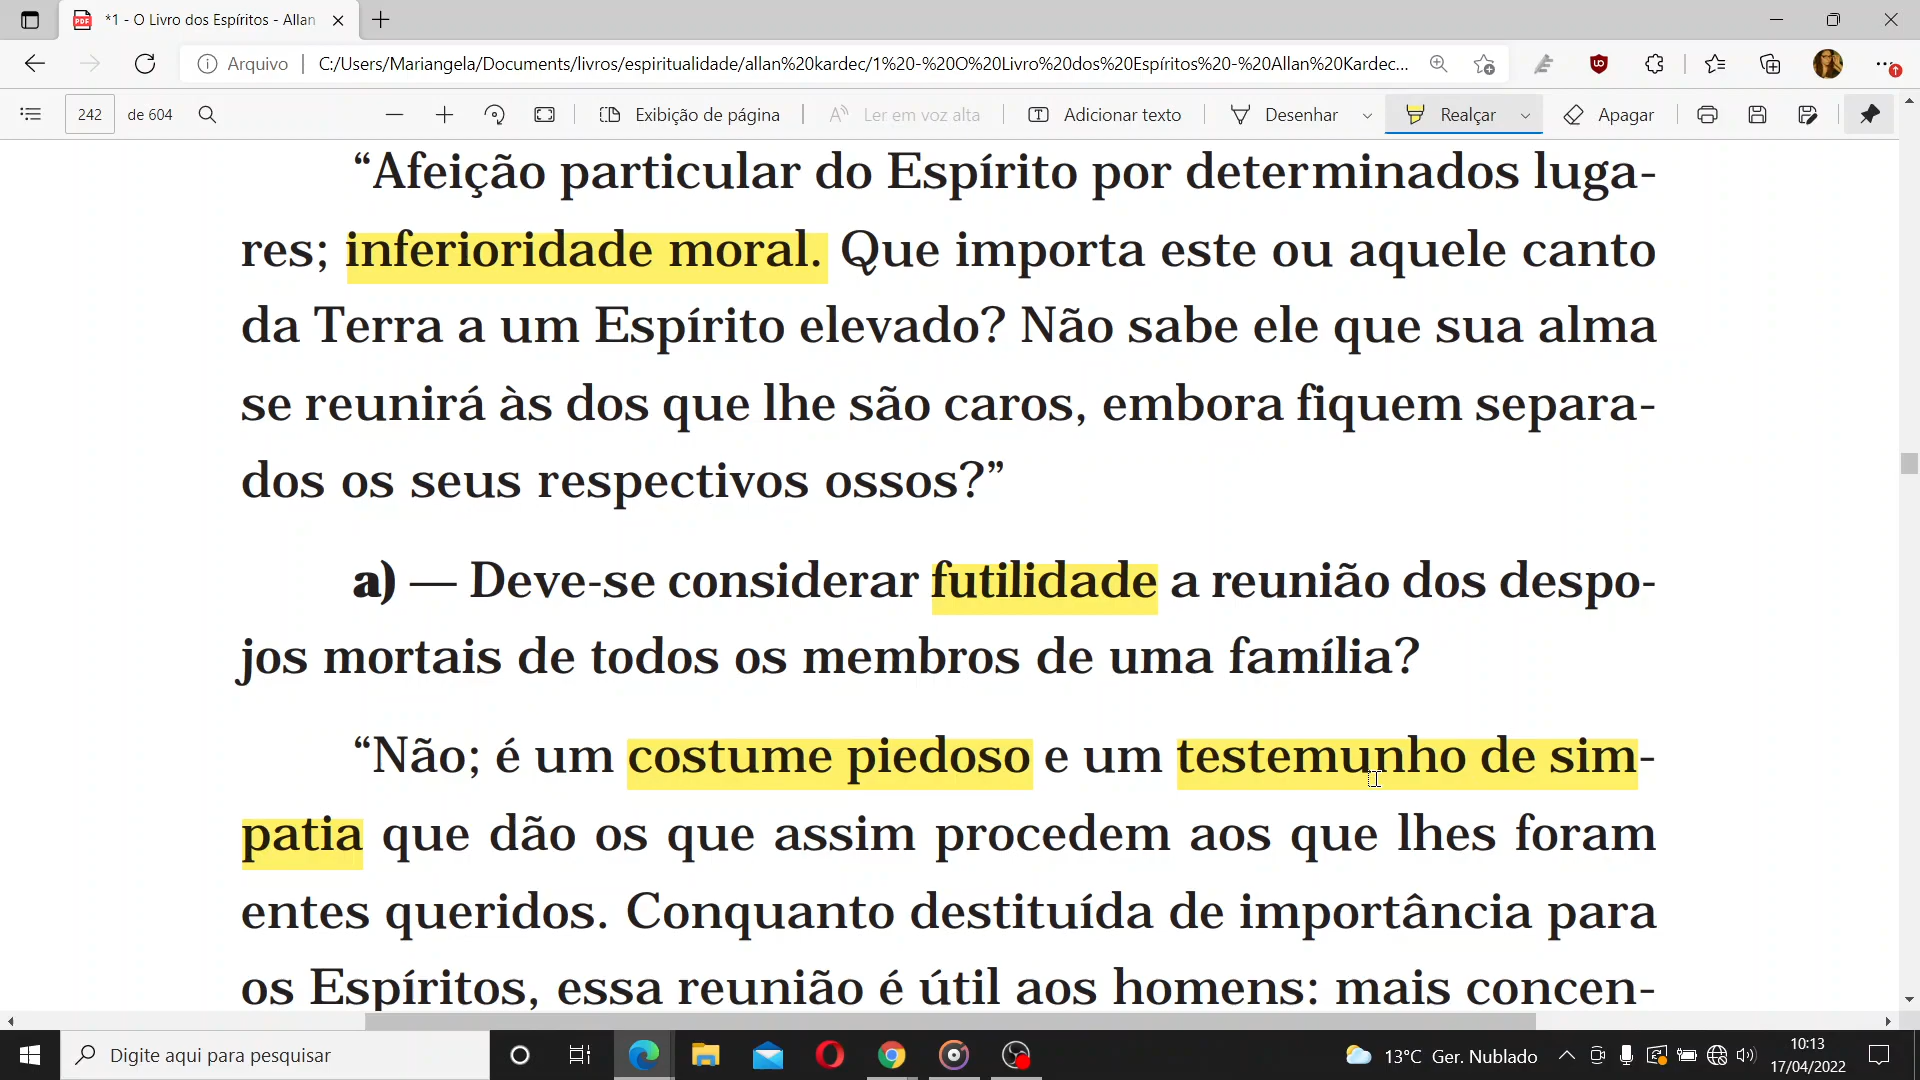 *1 - O Livro dos Espíritos - Allan
Arquivo
C:/Users/Mariangela/Documents/livros/espiritualidade/allan%20kardec/1%20-%20O%20Livro%20dos%20Espíritos%20-%20Allan%20Kardec...
242 de 604
Exibição de página
Ler em voz alta
Adicionar texto
Desenhar
Realçar
Apagar
“Afeição particular do Espírito por determinados luga-
res; inferioridade moral. Que importa este ou aquele canto
da Terra a um Espírito elevado? Não sabe ele que sua alma
se reunirá às dos que lhe são caros, embora fiquem separa-
dos os seus respectivos ossos?”
a) — Deve-se considerar futilidade a reunião dos despo-
jos mortais de todos os membros de uma família?
“Não; é um costume piedoso e um testemunho de sim-
patia que dão os que assim procedem aos que lhes foram
entes queridos. Conquanto destituída de importância para
os Espíritos, essa reunião é útil aos homens: mais concen-
Digite aqui para pesquisar
13°C Ger. Nublado
10:13
17/04/2022